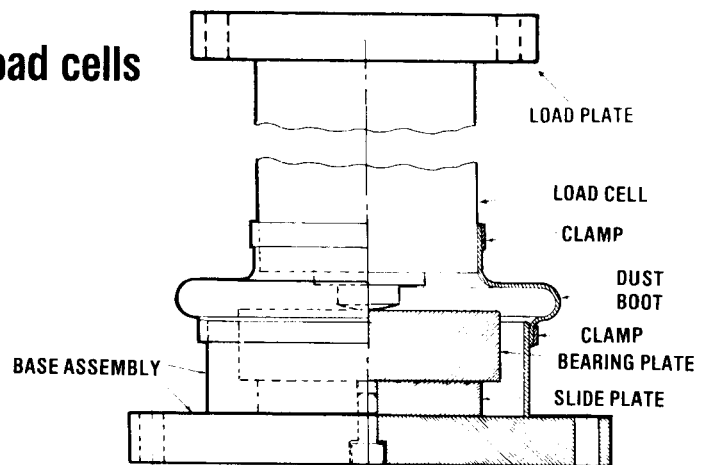 oad cells
LOAD PLATE
LOAD CELL
CLAMP
DUST
BOOT
CLAMP
BEARING PLATE
BASE ASSEMBLY
SLIDE PLATE